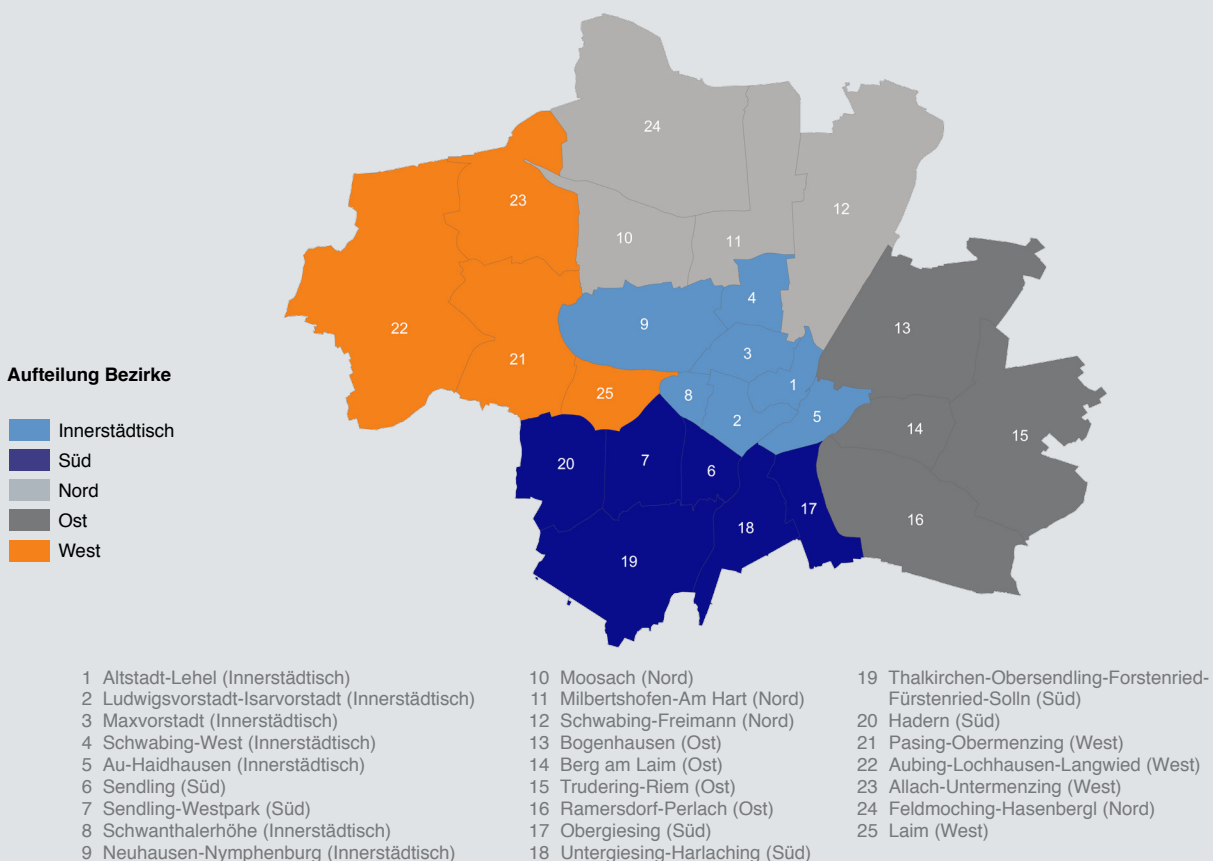 24
23
12
10
11
4
22
9
13
21
3
25
1
8
2
5
14
15
20
7
6
17
16
18
19
Aufteilung Bezirke
Innerstädtisch
Süd
Nord
Ost
West
1 Altstadt-Lehel (Innerstädtisch)
2 Ludwigsvorstadt-Isarvorstadt (Innerstädtisch)
3 Maxvorstadt (Innerstädtisch)
4 Schwabing-West (Innerstädtisch)
5 Au-Haidhausen (Innerstädtisch)
6 Sendling (Süd)
7 Sendling-Westpark (Süd)
8 Schwanthalerhöhe (Innerstädtisch)
9 Neuhausen-Nymphenburg (Innerstädtisch)
10 Moosach (Nord)
11 Milbertshofen-Am Hart (Nord)
12 Schwabing-Freimann (Nord)
13 Bogenhausen (Ost)
14 Berg am Laim (Ost)
15 Trudering-Riem (Ost)
16 Ramersdorf-Perlach (Ost)
17 Obergiesing (Süd)
18 Untergiesing-Harlaching (Süd)
19 Thalkirchen-Obersendling-Forstenried-
Fürstenried-Solln (Süd)
20 Hadern (Süd)
21 Pasing-Obermenzing (West)
22 Aubing-Lochhausen-Langwied (West)
23 Allach-Untermenzing (West)
24 Feldmoching-Hasenbergl (Nord)
25 Laim (West)